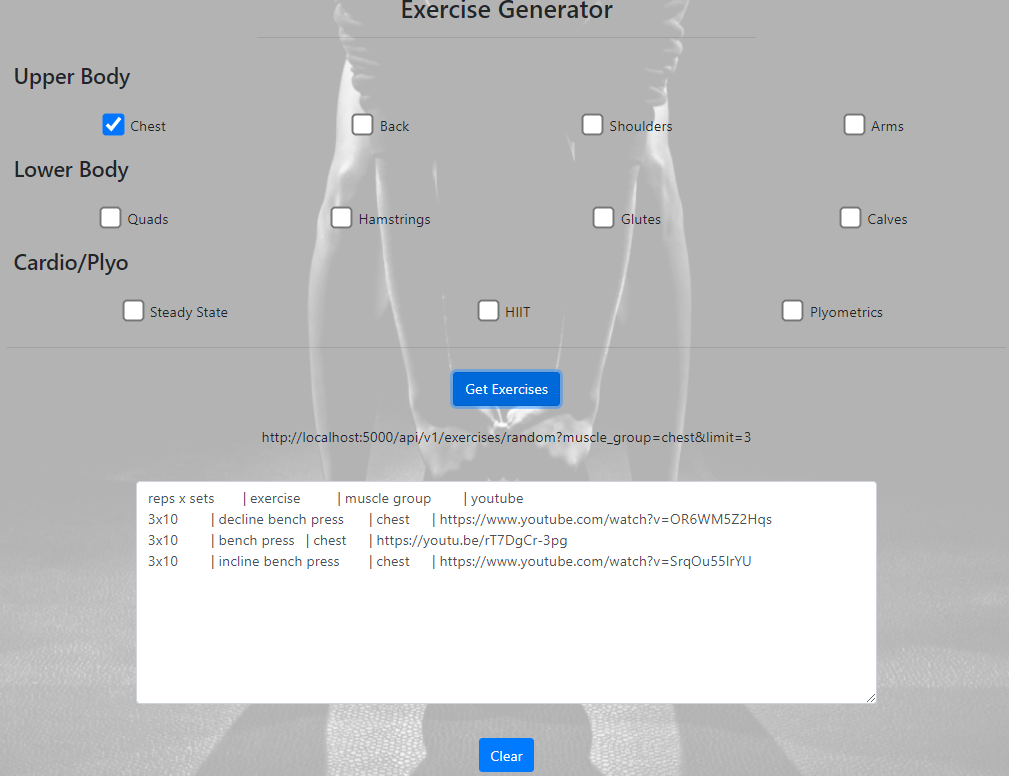 Exercise Generator
Upper Body
Chest Back Shoulders Arms
Lower Body
Quads Hamstrings Glutes Calves
Cardio/Plyo
Steady State HIIT Plyometrics
Get Exercises
http://localhost:5000/api/v1/exercises/random?muscle_group=chest&limit=3
reps x sets | exercise | muscle group | youtube
3x10 | decline bench press | chest | https://www.youtube.com/watch?v=OR6WM5Z2Hqs
3x10 | bench press | chest | https://youtu.be/rT7DgCr-3pg
3x10 | incline bench press | chest | https://www.youtube.com/watch?v=SrqOu55lrYU
Clear